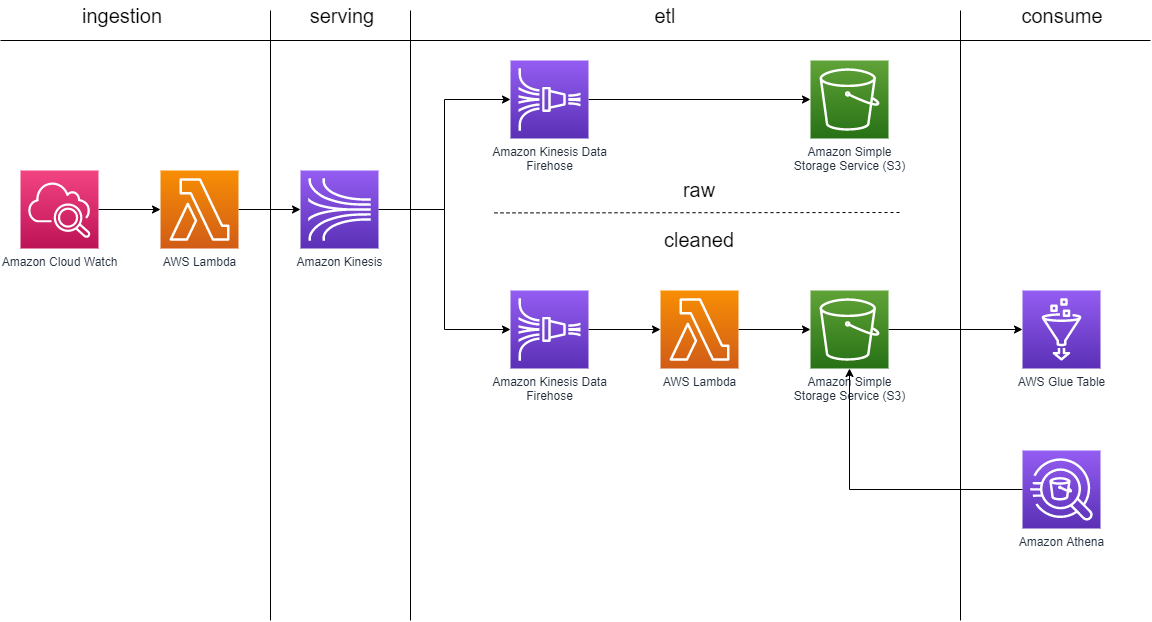 ingestion
serving
etl
consume
Amazon Kinesis Data
Firehose
Amazon Simple
Storage Service (S3)
raw
cleaned
Amazon Cloud Watch
AWS Lambda
Amazon Kinesis
Amazon Kinesis Data
Firehose
AWS Lambda
Amazon Simple
Storage Service (S3)
AWS Glue Table
Amazon Athena